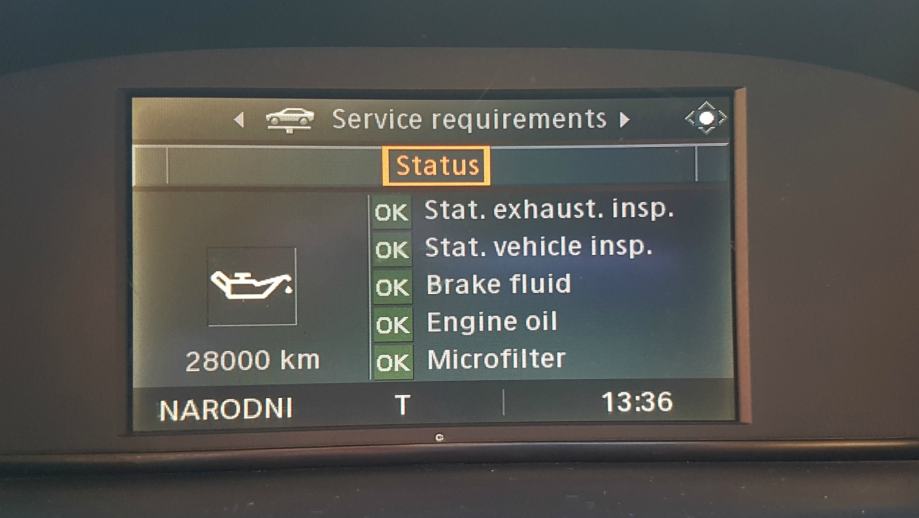 Service requirements
Status
OK Stat. exhaust. insp.
OK Stat. vehicle insp.
OK Brake fluid
OK Engine oil
OK Microfilter
28000 km
NARODNI T 13:36